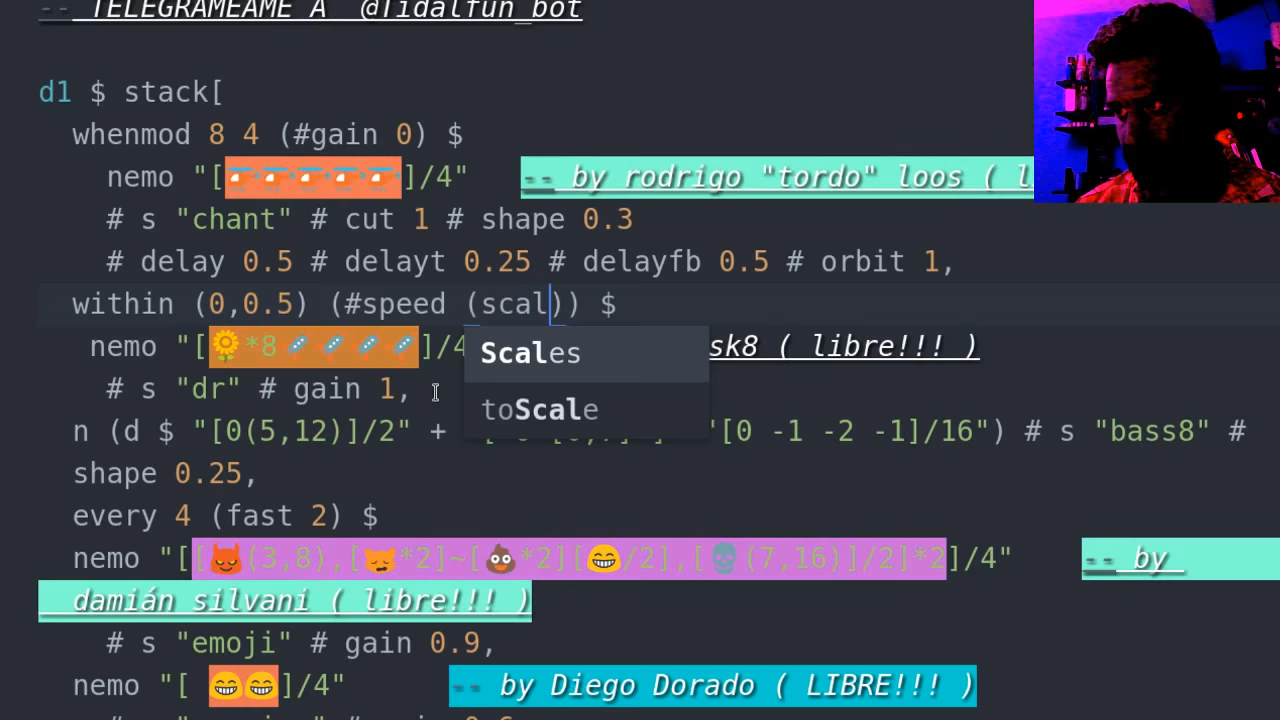 -- TELEGRAMEAME A @Tidalfun_bot
d1 $ stack[
whenmod 8 4 (#gain 0) $
nemo "[🚁🚁🚁🚁🚁]/4" -- by rodrigo "tordo" loos ( l
# s "chant" # cut 1 # shape 0.3
# delay 0.5 # delayt 0.25 # delayfb 0.5 # orbit 1,
within (0,0.5) (#speed (scal)) $
nemo "[🌻*8🚀🚀🚀🚀]/4 sk8 ( libre!!! )
Scales
# s "dr" # gain 1,
toScale
n (d $ "[0(5,12)]/2" + "[0 -1 -2 -1]/16") # s "bass8" #
shape 0.25,
every 4 (fast 2) $
nemo "[[👿(3,8),[😿*2]~[💩*2][😁/2],[💀(7,16)]/2]*2]/4" -- by
damián silvani ( libre!!! )
# s "emoji" # gain 0.9,
nemo "[ 😁😁]/4" -- by Diego Dorado ( LIBRE!!! )